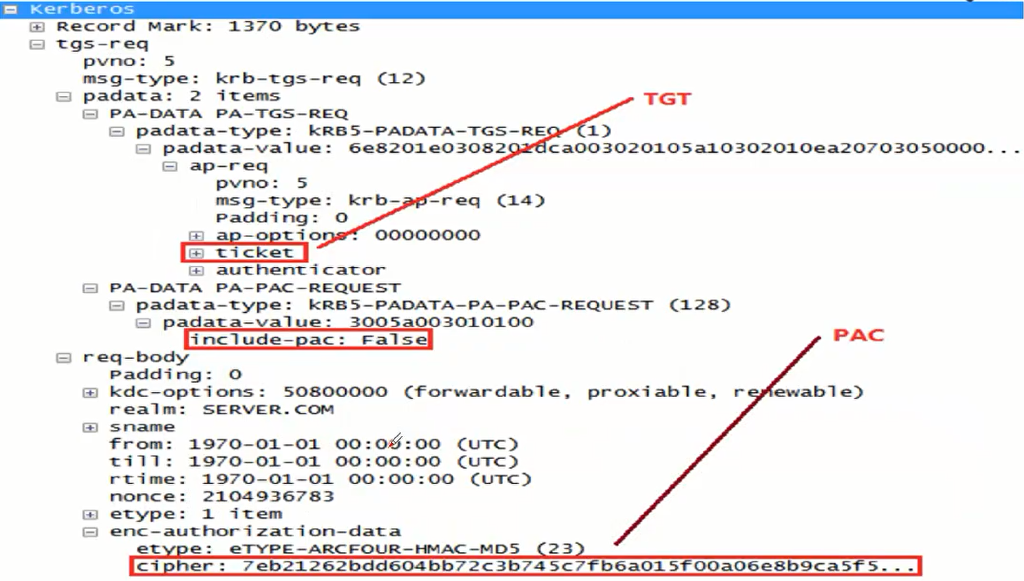 Kerberos
Record Mark: 1370 bytes
tgs-req
pvno: 5
msg-type: krb-tgs-req (12)
padata: 2 items
TGT
PA-DATA PA-TGS-REQ
padata-type: kRB5-PADATA-TGS-REQ (1)
padata-value: 6e8201e0308201dca003020105a10302010ea20703050000...
ap-req
pvno: 5
msg-type: krb-ap-req (14)
Padding: 0
ap-options: 00000000
ticket
authenticator
PA-DATA PA-PAC-REQUEST
padata-type: kRB5-PADATA-PA-PAC-REQUEST (128)
padata-value: 3005a003010100
include-pac: False
PAC
req-body
Padding: 0
kdc-options: 50800000 (forwardable, proxiable, renewable)
realm: SERVER.COM
sname
from: 1970-01-01 00:00:00 (UTC)
till: 1970-01-01 00:00:00 (UTC)
rtime: 1970-01-01 00:00:00 (UTC)
nonce: 2104936783
etype: 1 item
enc-authorization-data
etype: eTYPE-ARCFOUR-HMAC-MD5 (23)
cipher: 7eb21262bdd604bb72c3b745c7fb6a015f00a06e8b9ca5f5...